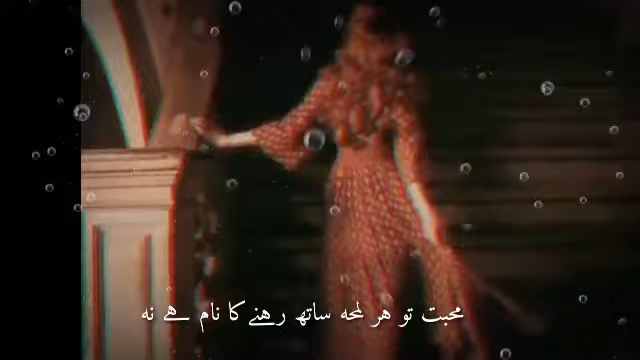 محبت تو ہر لمحہ ساتھ رہنے کا نام ہے نہ